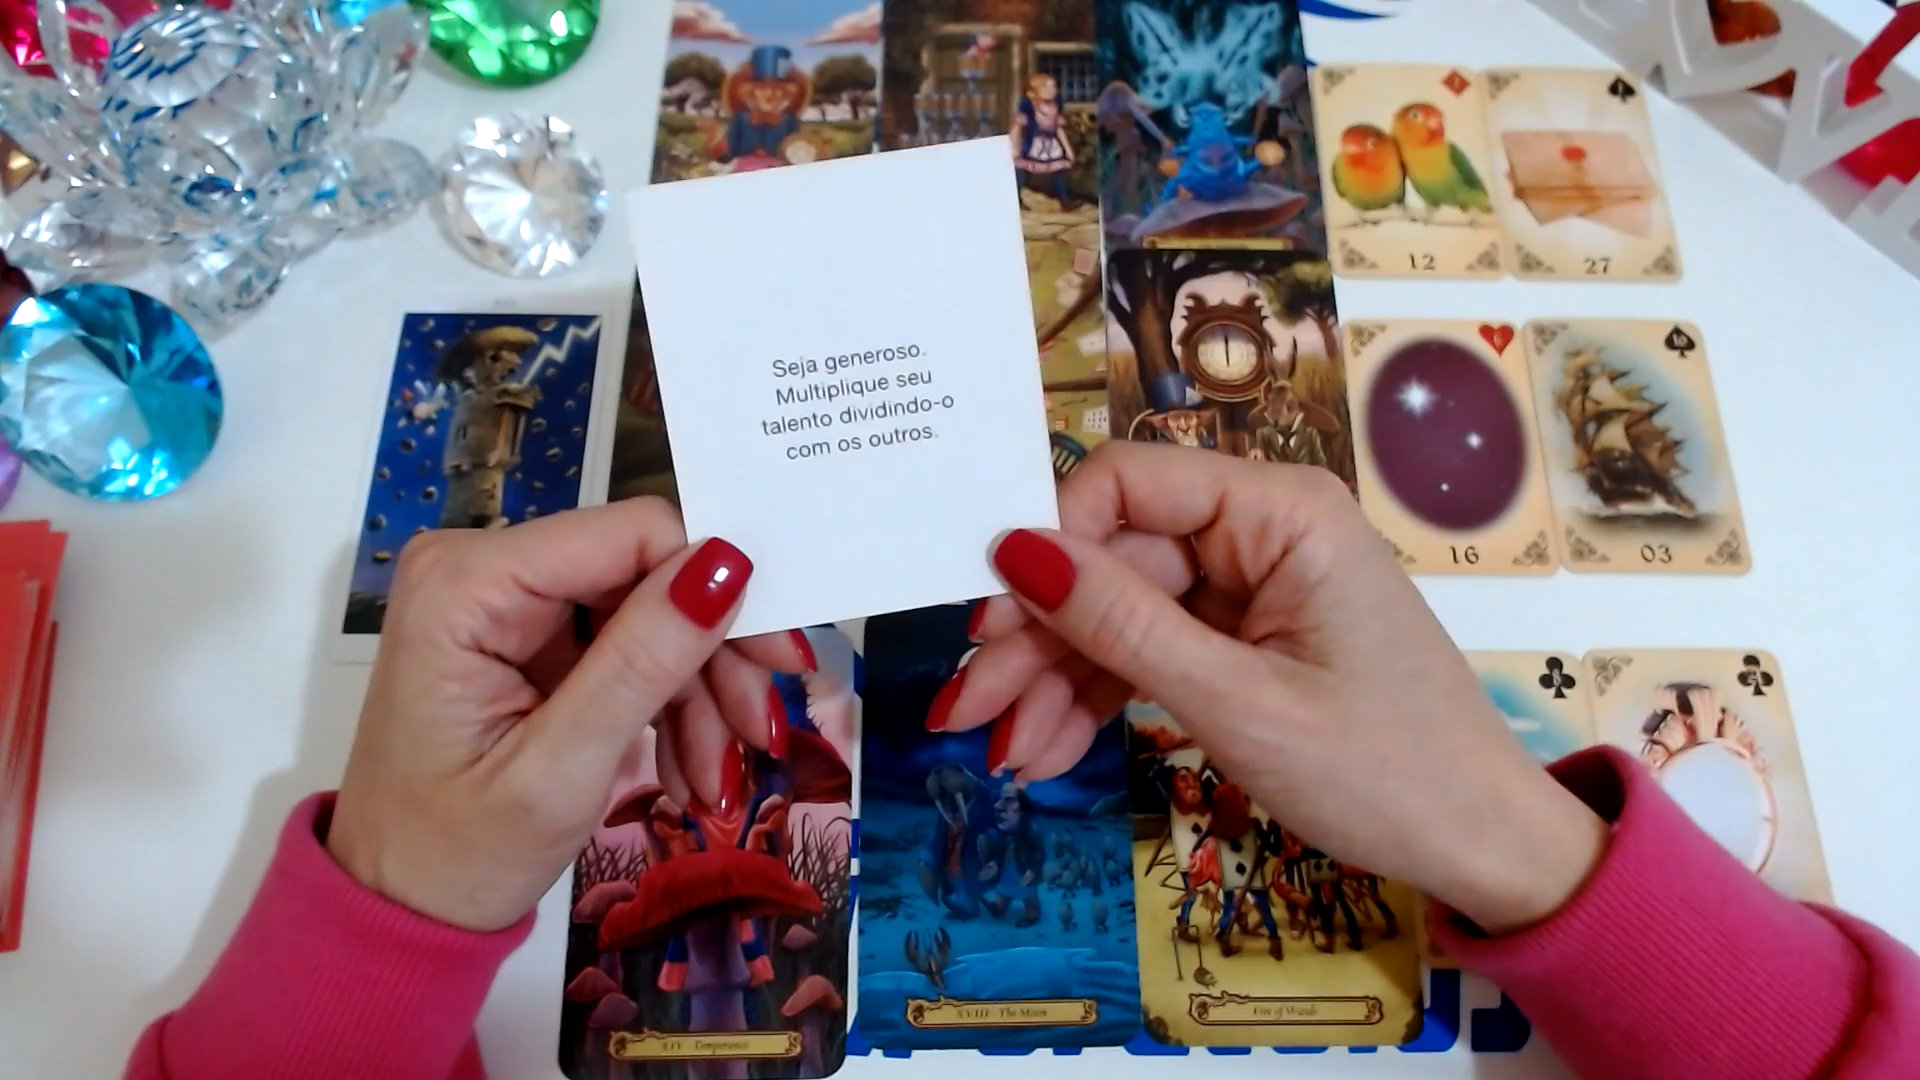 Seja generoso.
Multiplique seu
talento dividindo-o
com os outros.
12
27
16
03
XIV Temperance
XVIII The Moon
Five of Wands